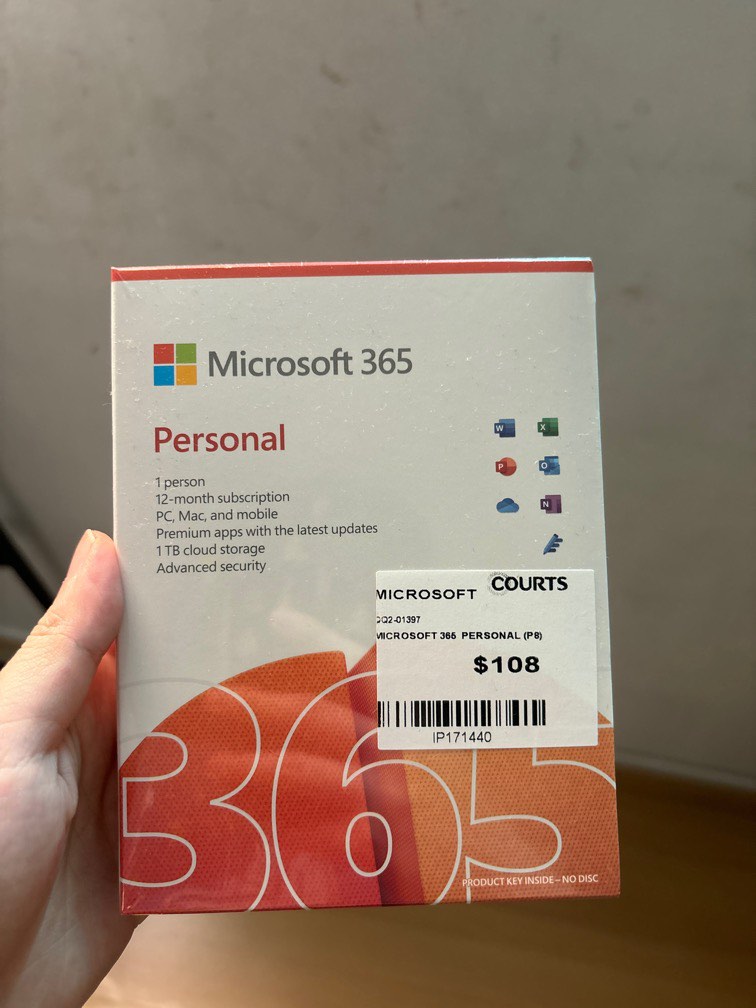 Microsoft 365
Personal
1 person
12-month subscription
PC, Mac, and mobile
Premium apps with the latest updates
1 TB cloud storage
Advanced security
W
X
P
O
N
MICROSOFT COURTS
QQ2-01397
MICROSOFT 365 PERSONAL (P8)
$108
IP171440
365
PRODUCT KEY INSIDE – NO DISC